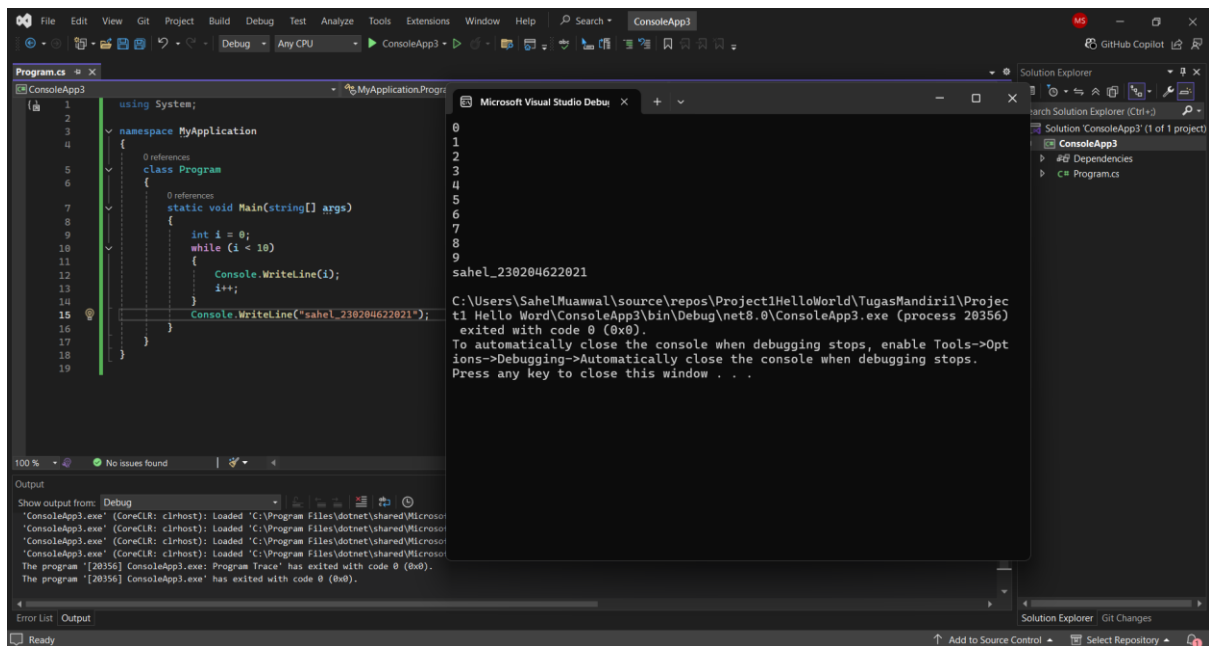 File Edit View Git Project Build Debug Test Analyze Tools Extensions Window Help Search ConsoleApp3 MS
Debug Any CPU ConsoleApp3 GitHub Copilot
Program.cs
ConsoleApp3 MyApplication.Progra
1 using System;
2
3 namespace MyApplication
4 {
0 references
5 class Program
6 {
0 references
7 static void Main(string[] args)
8 {
9 int i = 0;
10 while (i < 10)
11 {
12 Console.WriteLine(i);
13 i++;
14 }
15 Console.WriteLine("sahel_230204622021");
16 }
17 }
18 }
19
100 % No issues found
Microsoft Visual Studio Debu
0
1
2
3
4
5
6
7
8
9
sahel_230204622021
C:\Users\SahelMuawwal\source\repos\Project1HelloWorld\TugasMandiri1\Projec
t1 Hello Word\ConsoleApp3\bin\Debug\net8.0\ConsoleApp3.exe (process 20356)
exited with code 0 (0x0).
To automatically close the console when debugging stops, enable Tools->Opt
ions->Debugging->Automatically close the console when debugging stops.
Press any key to close this window . . .
Solution Explorer
earch Solution Explorer (Ctrl+;)
Solution 'ConsoleApp3' (1 of 1 project)
ConsoleApp3
Dependencies
C# Program.cs
Output
Show output from: Debug
'ConsoleApp3.exe' (CoreCLR: clrhost): Loaded 'C:\Program Files\dotnet\shared\Microso
'ConsoleApp3.exe' (CoreCLR: clrhost): Loaded 'C:\Program Files\dotnet\shared\Microso
'ConsoleApp3.exe' (CoreCLR: clrhost): Loaded 'C:\Program Files\dotnet\shared\Microso
'ConsoleApp3.exe' (CoreCLR: clrhost): Loaded 'C:\Program Files\dotnet\shared\Microso
The program '[20356] ConsoleApp3.exe: Program Trace' has exited with code 0 (0x0).
The program '[20356] ConsoleApp3.exe' has exited with code 0 (0x0).
Error List Output
Solution Explorer Git Changes
Ready Add to Source Control Select Repository 1